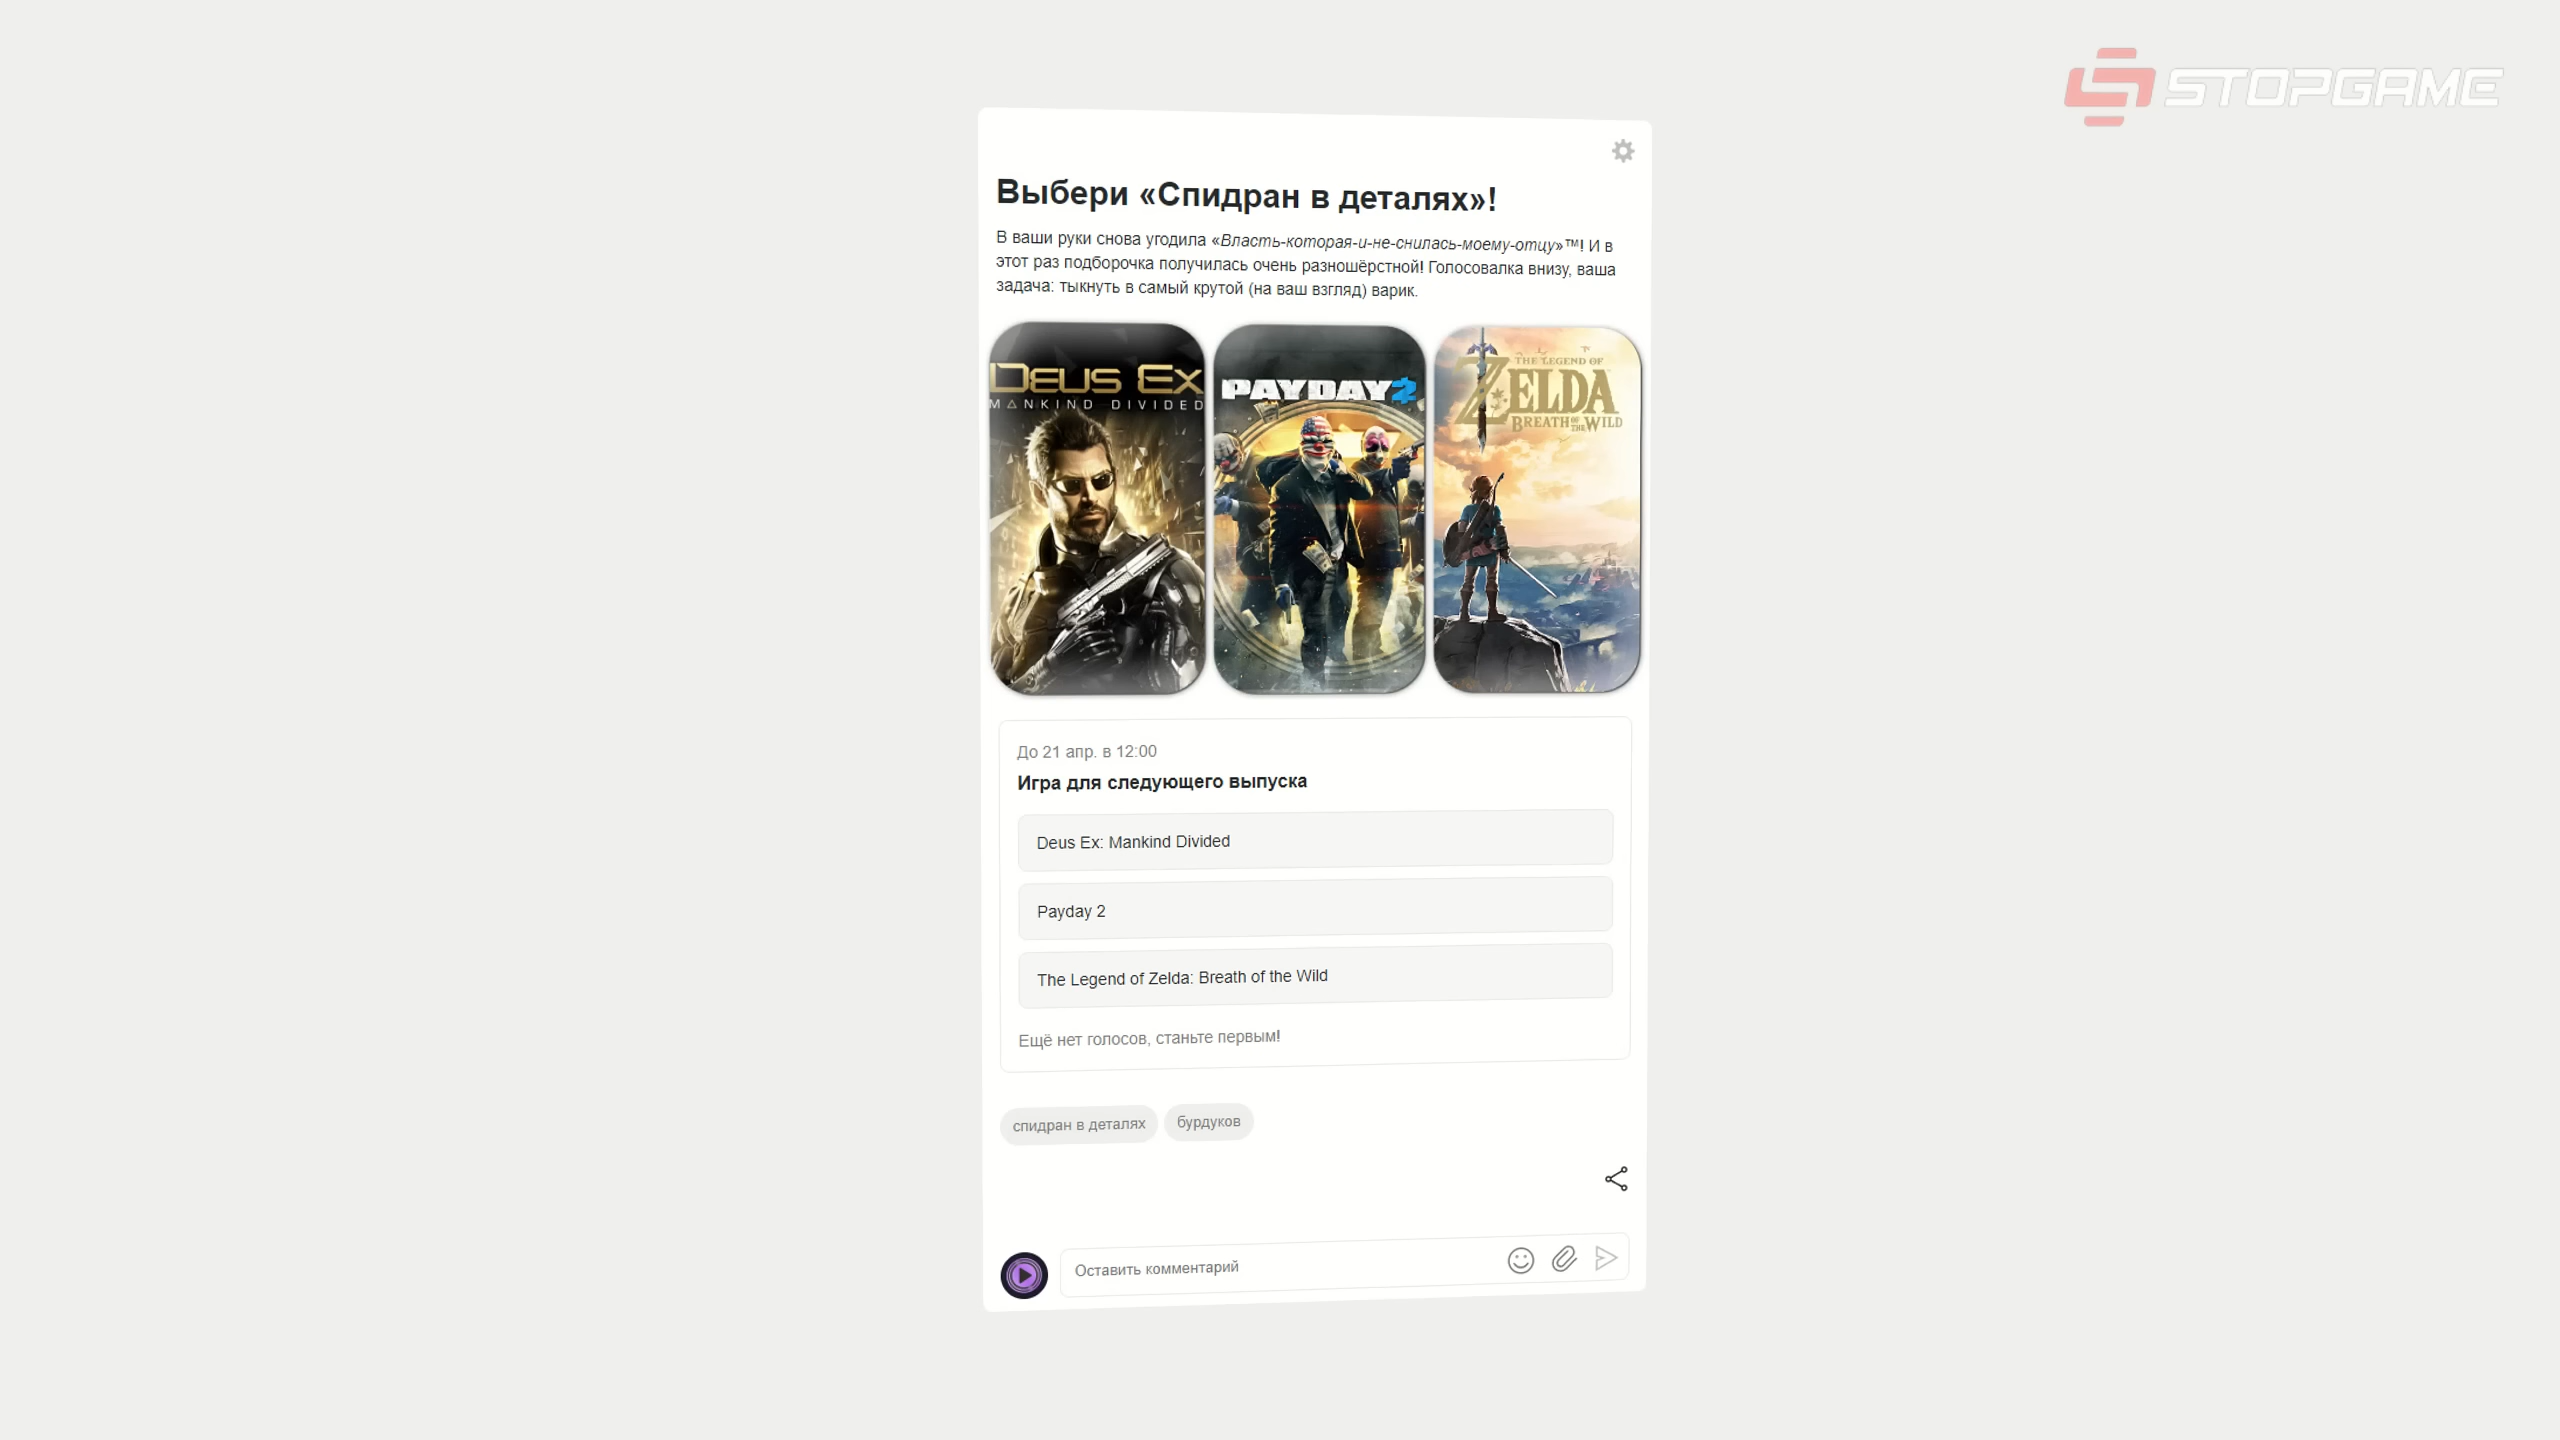 STOPGAME
Выбери «Спидран в деталях»!
В ваши руки снова угодила «Власть-которая-и-не-снилась-моему-отцу»™! И в
этот раз подборочка получилась очень разношёрстной! Голосовалка внизу, ваша
задача: тыкнуть в самый крутой (на ваш взгляд) варик.
DEUS EX
MANKIND DIVIDED
PAYDAY 2
THE LEGEND OF
ZELDA
BREATH OF THE WILD
До 21 апр. в 12:00
Игра для следующего выпуска
Deus Ex: Mankind Divided
Payday 2
The Legend of Zelda: Breath of the Wild
Ещё нет голосов, станьте первым!
спидран в деталях
бурдуков
Оставить комментарий